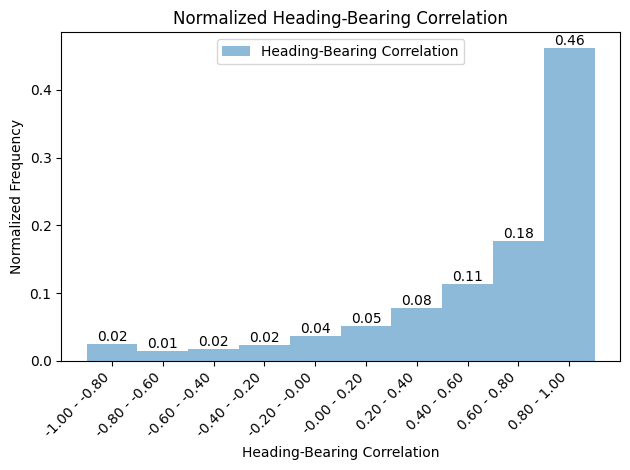 Normalized Heading-Bearing Correlation
Heading-Bearing Correlation
Normalized Frequency
0.4
0.3
0.2
0.1
0.0
0.02
0.01
0.02
0.02
0.04
0.05
0.08
0.11
0.18
0.46
-1.00 - -0.80
-0.80 - -0.60
-0.60 - -0.40
-0.40 - -0.20
-0.20 - -0.00
-0.00 - 0.20
0.20 - 0.40
0.40 - 0.60
0.60 - 0.80
0.80 - 1.00
Heading-Bearing Correlation